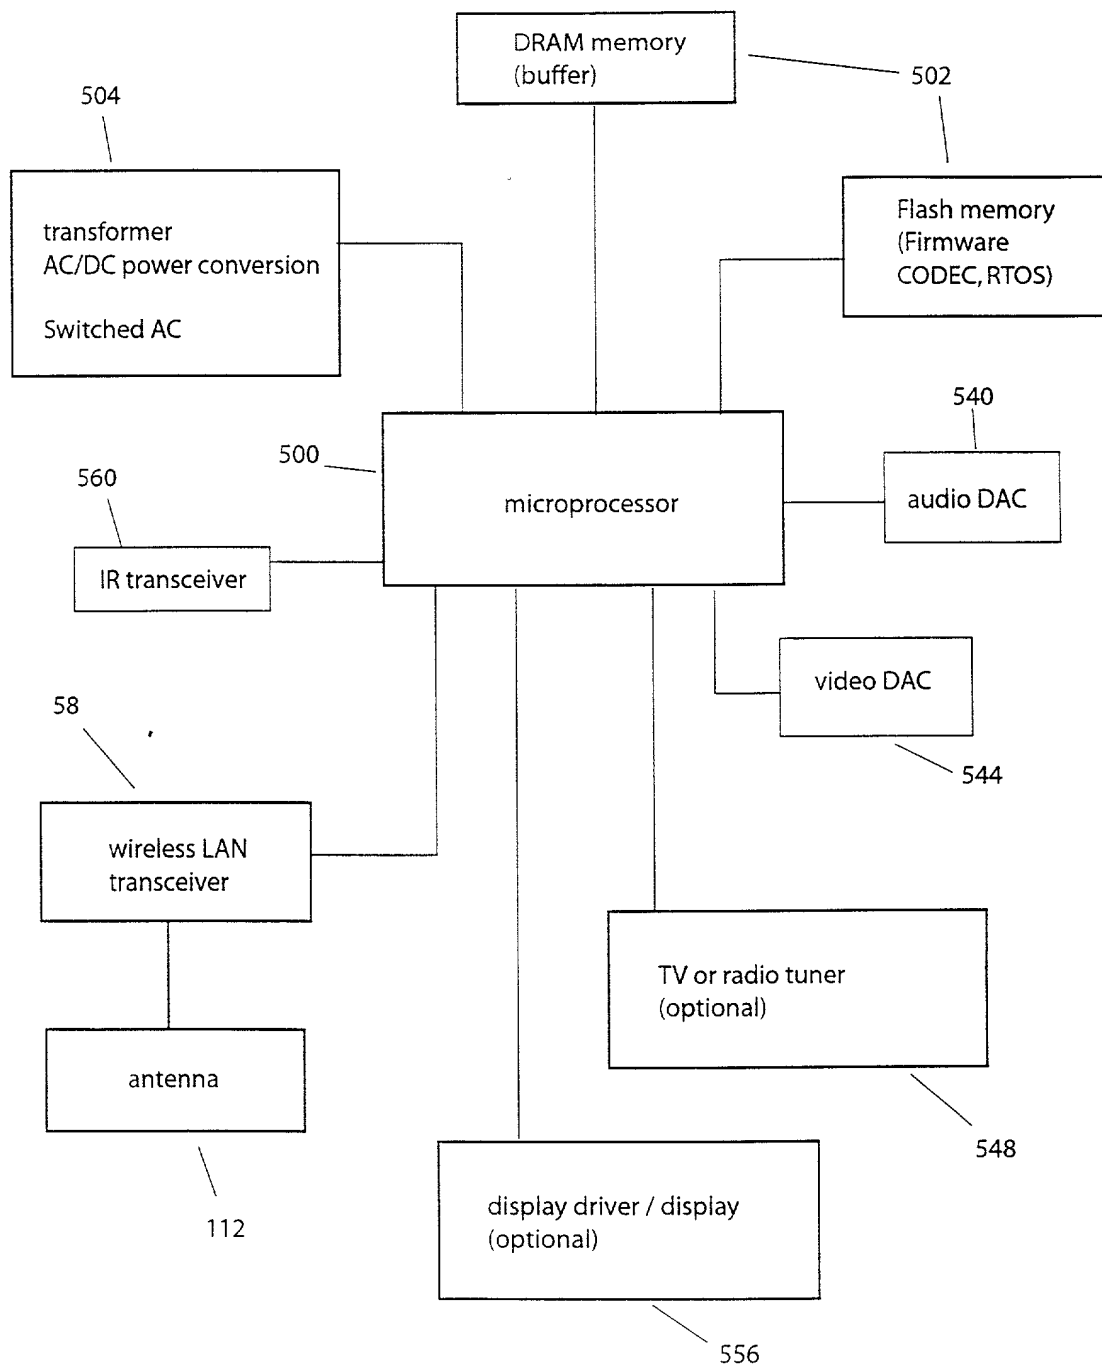 DRAM memory
(buffer)
502
504
transformer
AC/DC power conversion
Switched AC
Flash memory
(Firmware
CODEC, RTOS)
540
500
560
microprocessor
audio DAC
IR transceiver
video DAC
58
544
wireless LAN
transceiver
TV or radio tuner
(optional)
antenna
548
display driver / display
(optional)
112
556